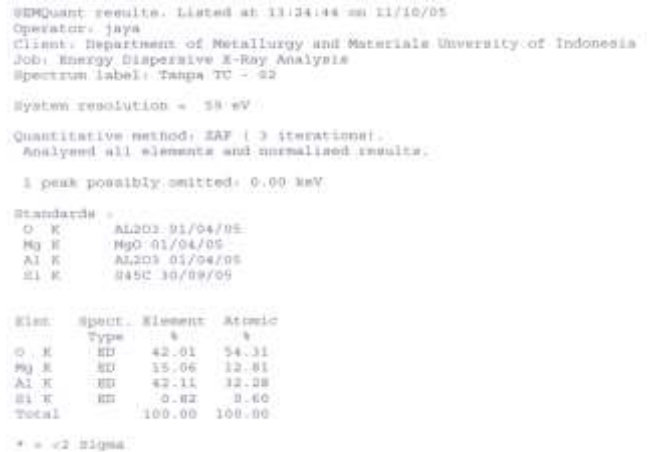 SEMQuant results. Listed at 13:24:44 on 11/10/05
Operator: jaya
Client: Department of Metallurgy and Materials Unversity of Indonesia
Job: Energy Dispersive X-Ray Analysis
Spectrum label: Tanpa TC - 02
System resolution = 59 eV
Quantitative method: ZAF ( 3 iterations).
Analysed all elements and normalised results.
1 peak possibly omitted: 0.00 keV
Standards :
O K AL2O3 01/04/05
Mg K MgO 01/04/05
Al K AL2O3 01/04/05
Si K S45C 30/09/05
Elmt Spect. Element Atomic
Type % %
O K ED 42.01 54.31
Mg K ED 15.06 12.81
Al K ED 42.11 32.28
Si K ED 0.82 0.60
Total 100.00 100.00
* = <2 Sigma